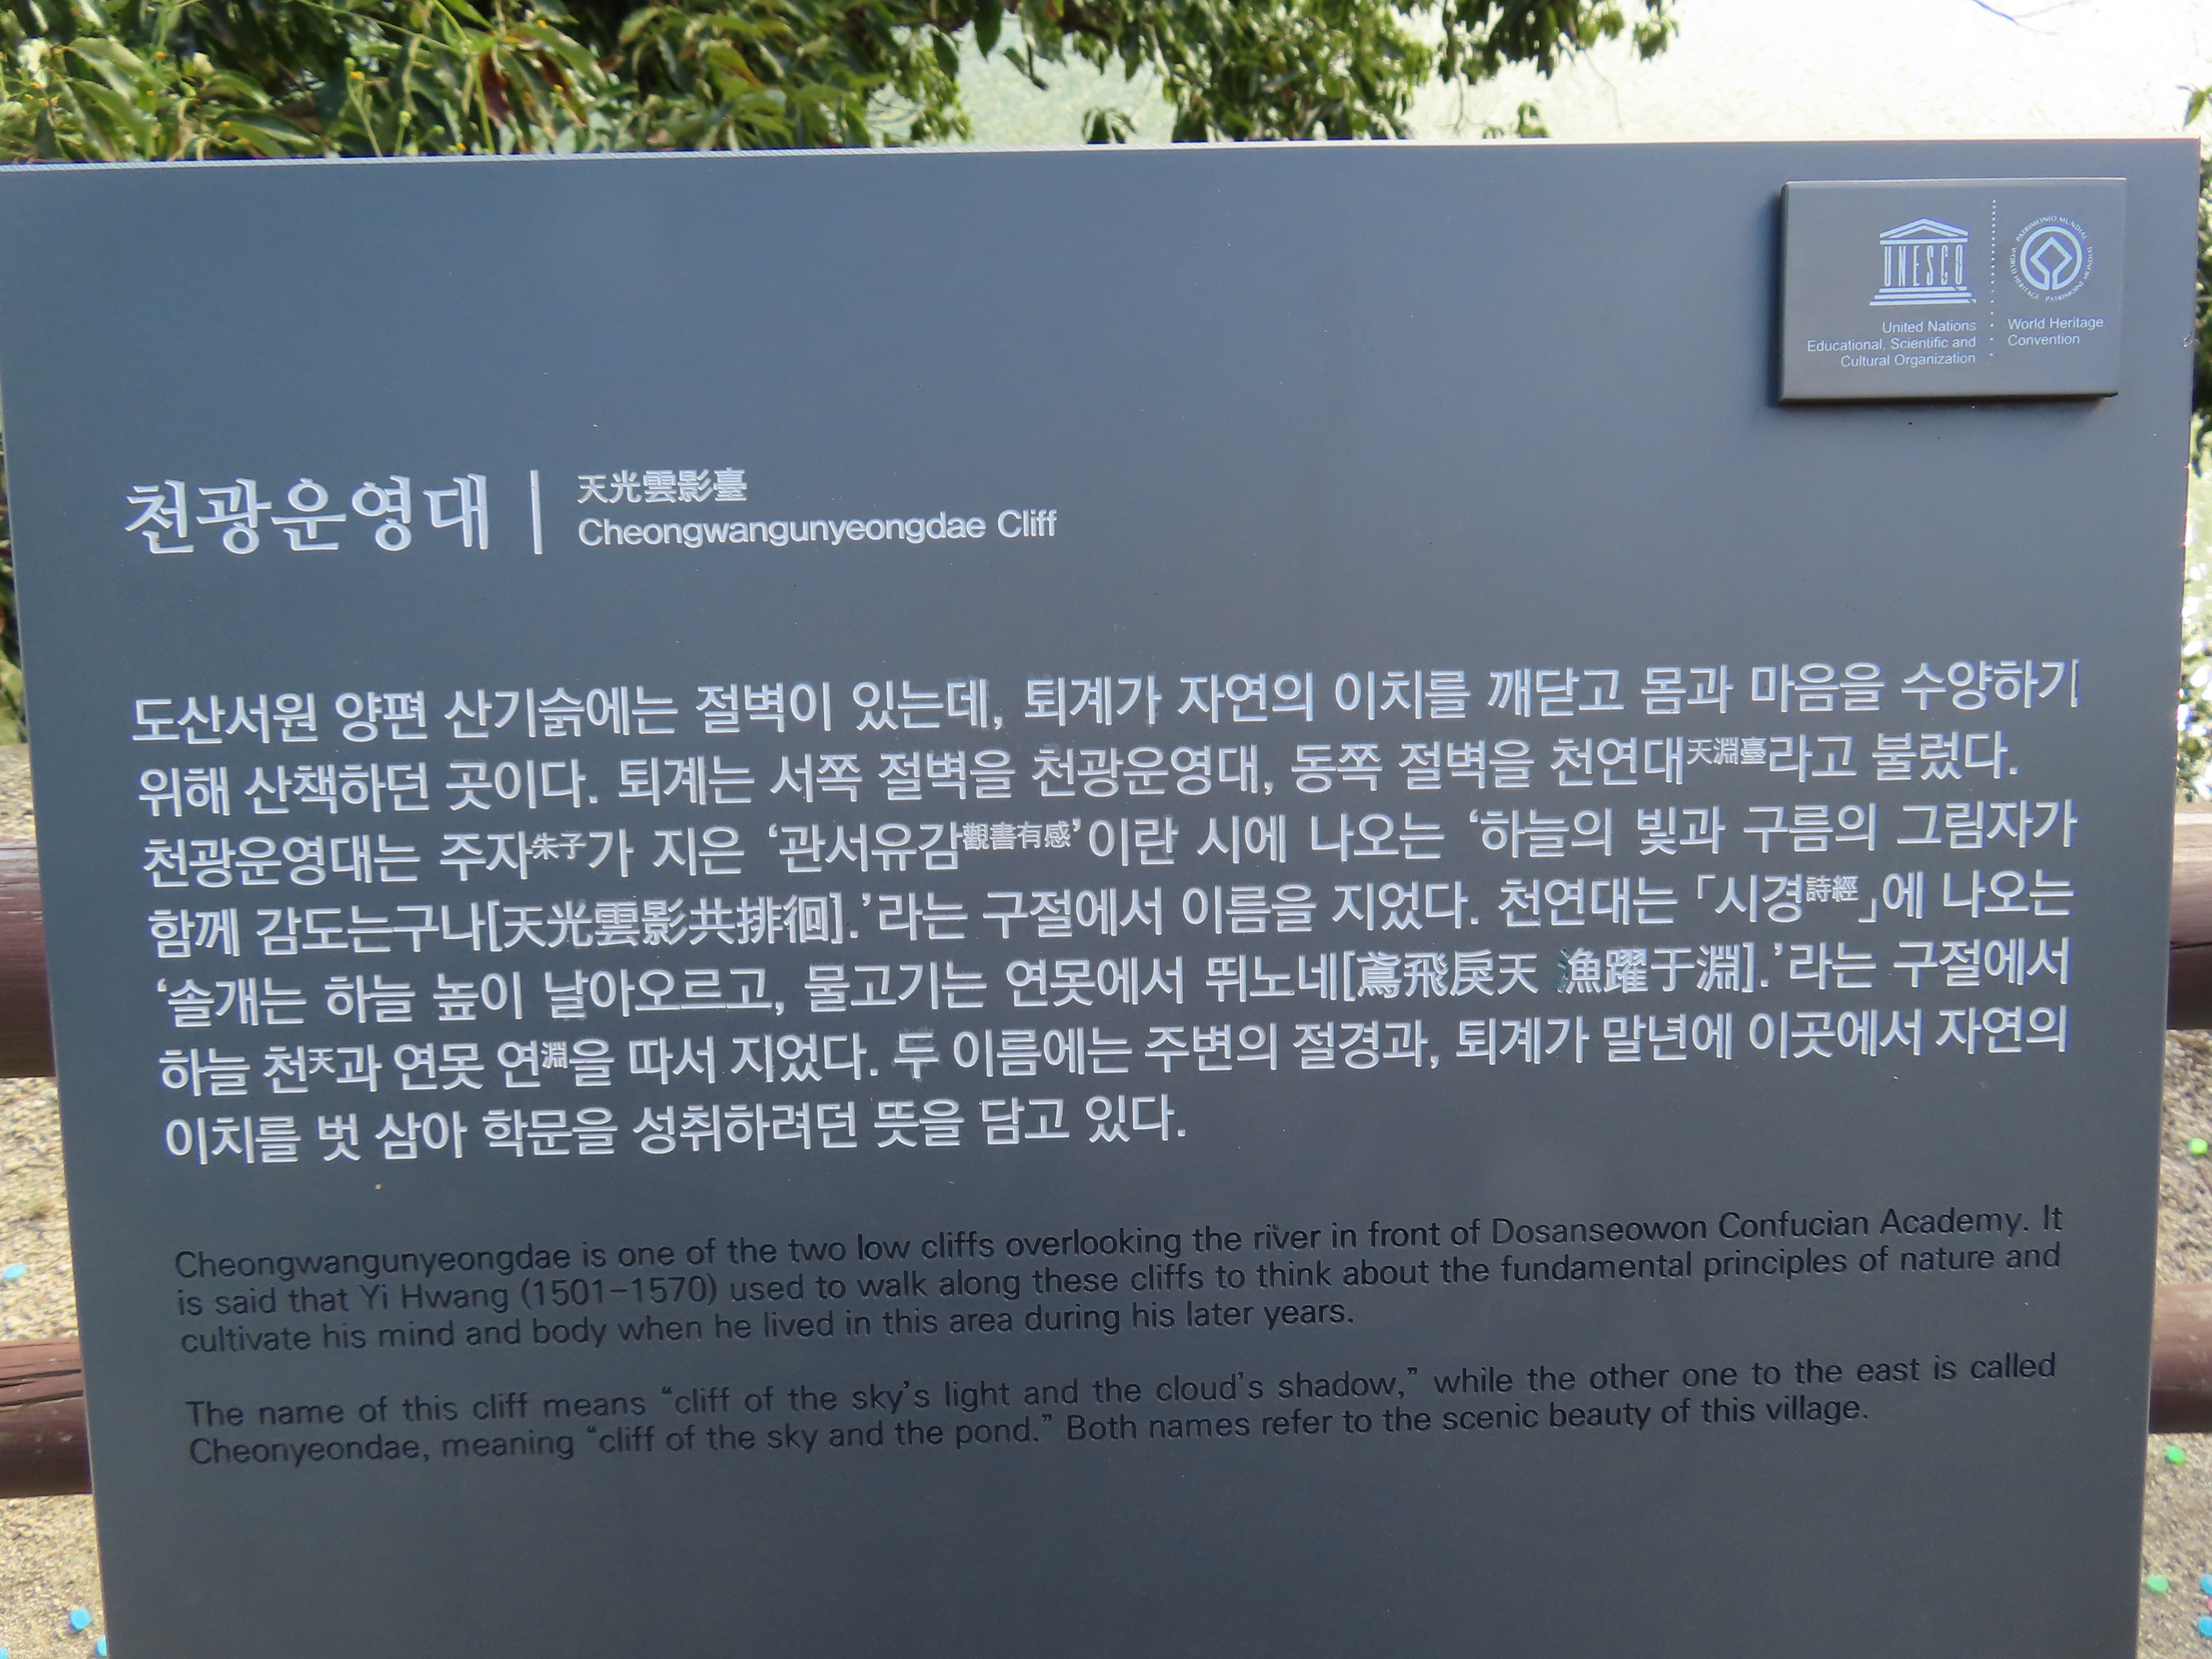 UNESCO
PATRIMONIO MUNDIAL
WORLD HERITAGE
PATRIMOINE MONDIAL
United Nations
Educational, Scientific and
Cultural Organization
World Heritage
Convention
천광운영대
天光雲影臺
Cheongwangunyeongdae Cliff
도산서원 양편 산기슭에는 절벽이 있는데, 퇴계가 자연의 이치를 깨닫고 몸과 마음을 수양하기
위해 산책하던 곳이다. 퇴계는 서쪽 절벽을 천광운영대, 동쪽 절벽을 천연대天淵臺라고 불렀다.
천광운영대는 주자朱子가 지은 ‘관서유감觀書有感’이란 시에 나오는 ‘하늘의 빛과 구름의 그림자가
함께 감도는구나[天光雲影共排徊].’라는 구절에서 이름을 지었다. 천연대는 「시경詩經」에 나오는
‘솔개는 하늘 높이 날아오르고, 물고기는 연못에서 뛰노네[鳶飛戾天 漁躍于淵].’라는 구절에서
하늘 천天과 연못 연淵을 따서 지었다. 두 이름에는 주변의 절경과, 퇴계가 말년에 이곳에서 자연의
이치를 벗 삼아 학문을 성취하려던 뜻을 담고 있다.
Cheongwangunyeongdae is one of the two low cliffs overlooking the river in front of Dosanseowon Confucian Academy. It
is said that Yi Hwang (1501–1570) used to walk along these cliffs to think about the fundamental principles of nature and
cultivate his mind and body when he lived in this area during his later years.
The name of this cliff means “cliff of the sky’s light and the cloud’s shadow,” while the other one to the east is called
Cheonyeondae, meaning “cliff of the sky and the pond.” Both names refer to the scenic beauty of this village.